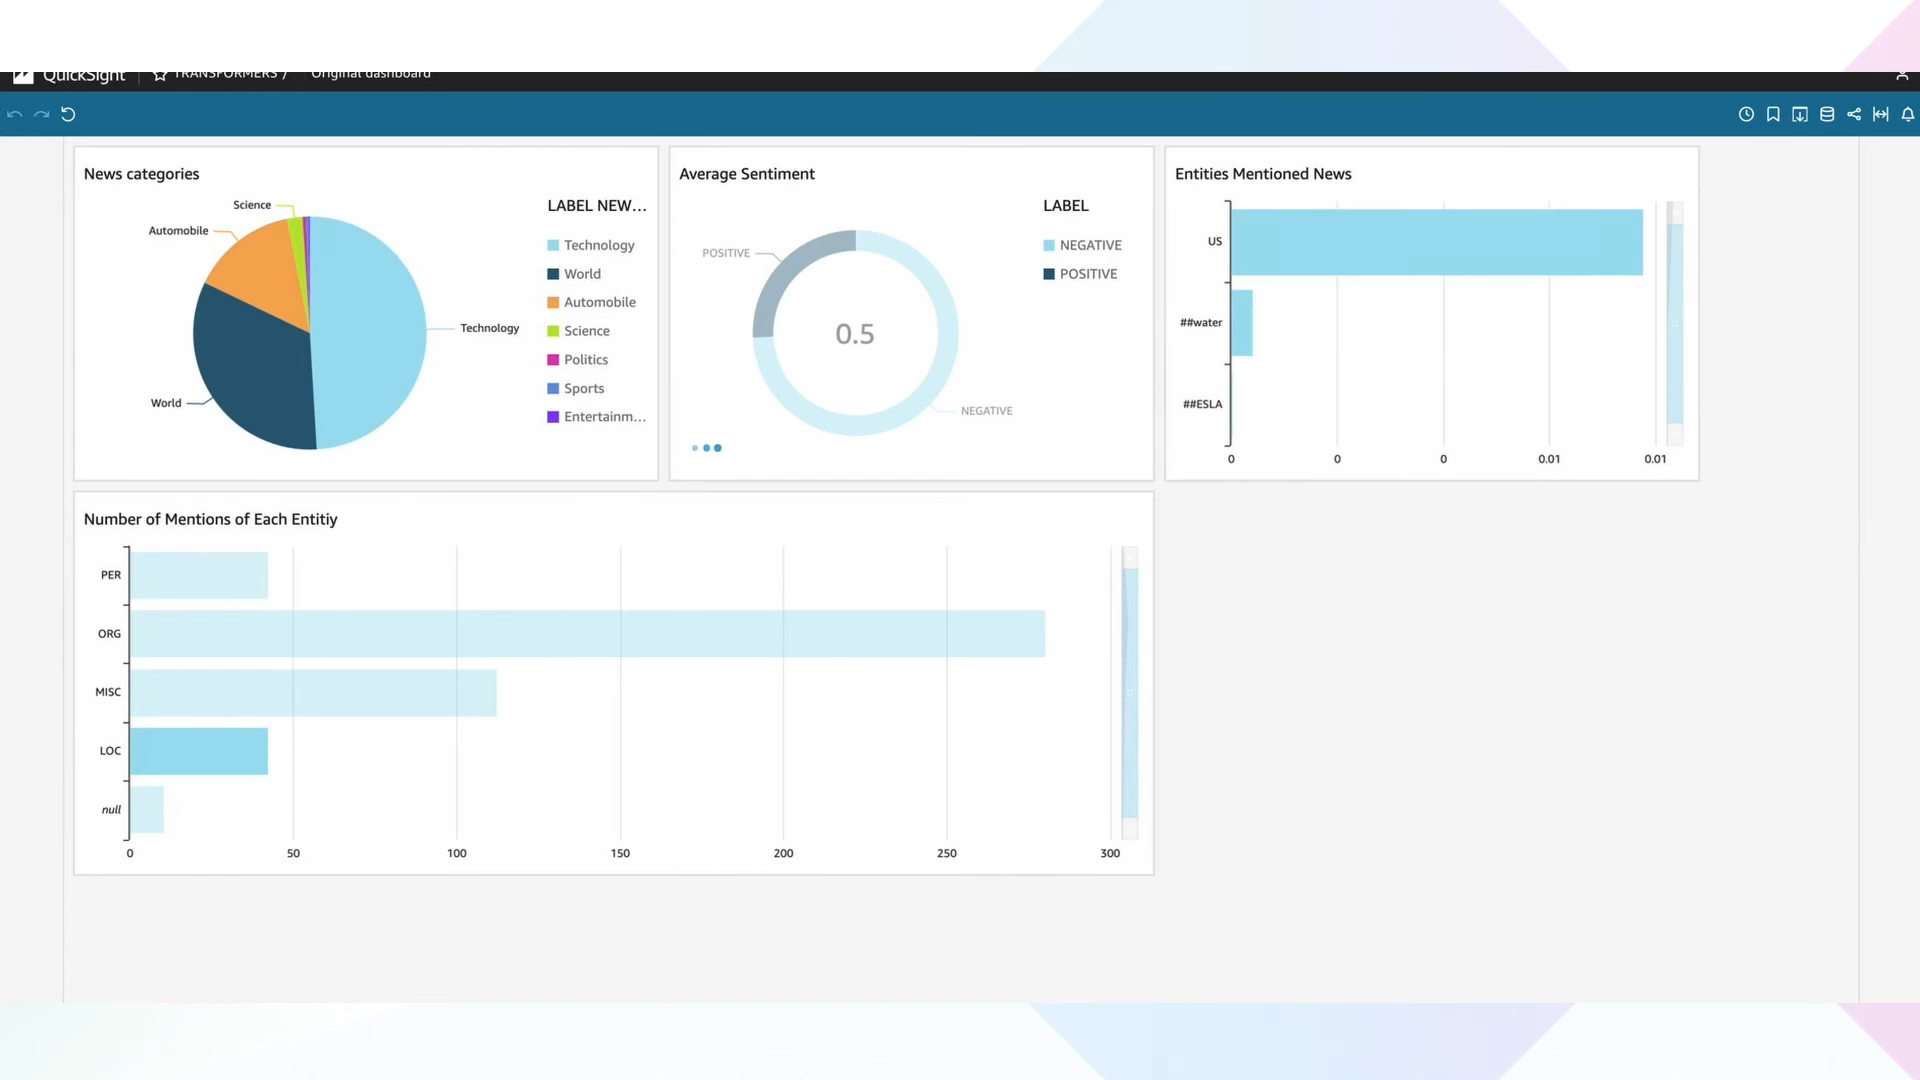 QuickSight TRANSFORMERS / Original dashboard
News categories
Science
Automobile
Technology
World
LABEL NEW...
Technology
World
Automobile
Science
Politics
Sports
Entertainm...
Average Sentiment
POSITIVE
0.5
NEGATIVE
LABEL
NEGATIVE
POSITIVE
Entities Mentioned News
US
##water
##ESLA
0 0 0 0.01 0.01
Number of Mentions of Each Entitiy
PER
ORG
MISC
LOC
null
0 50 100 150 200 250 300